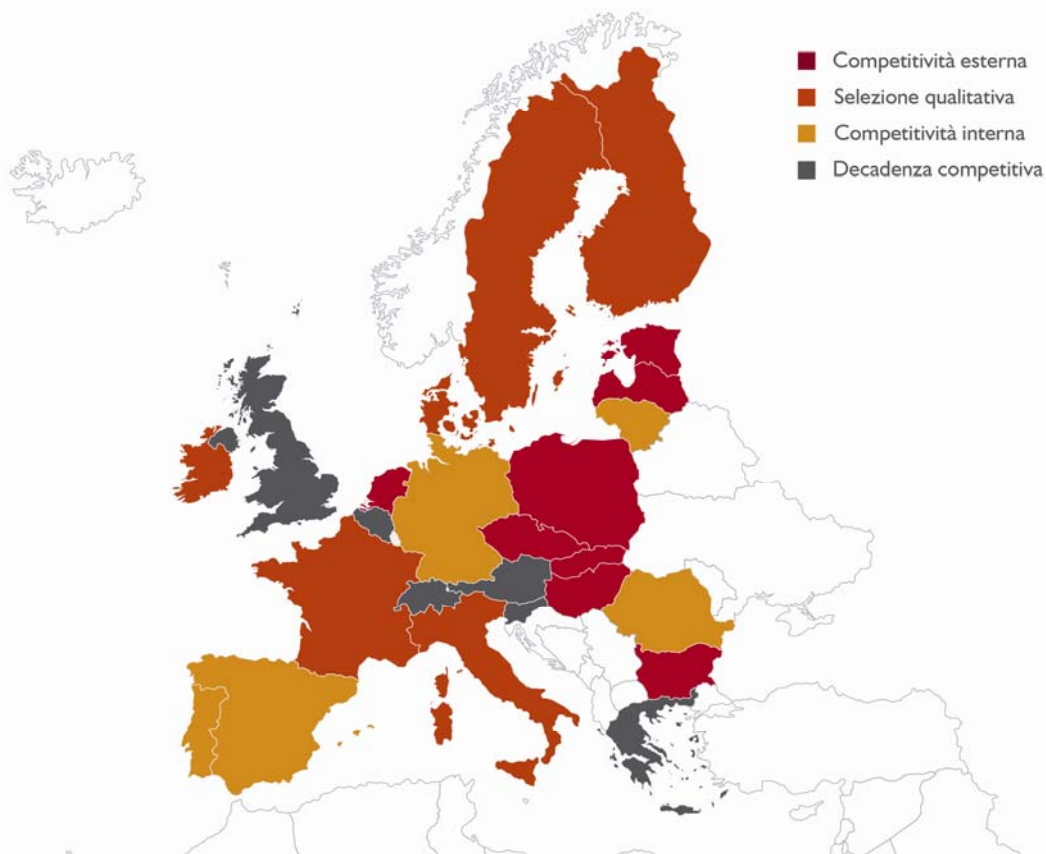 Competitività esterna
Selezione qualitativa
Competitività interna
Decadenza competitiva